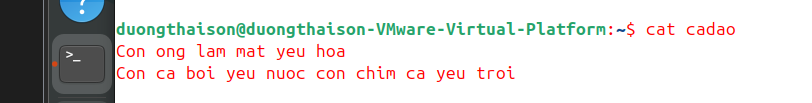 ?
>_
duongthaison@duongthaison-VMware-Virtual-Platform:~$ cat cadao
Con ong lam mat yeu hoa
Con ca boi yeu nuoc con chim ca yeu troi